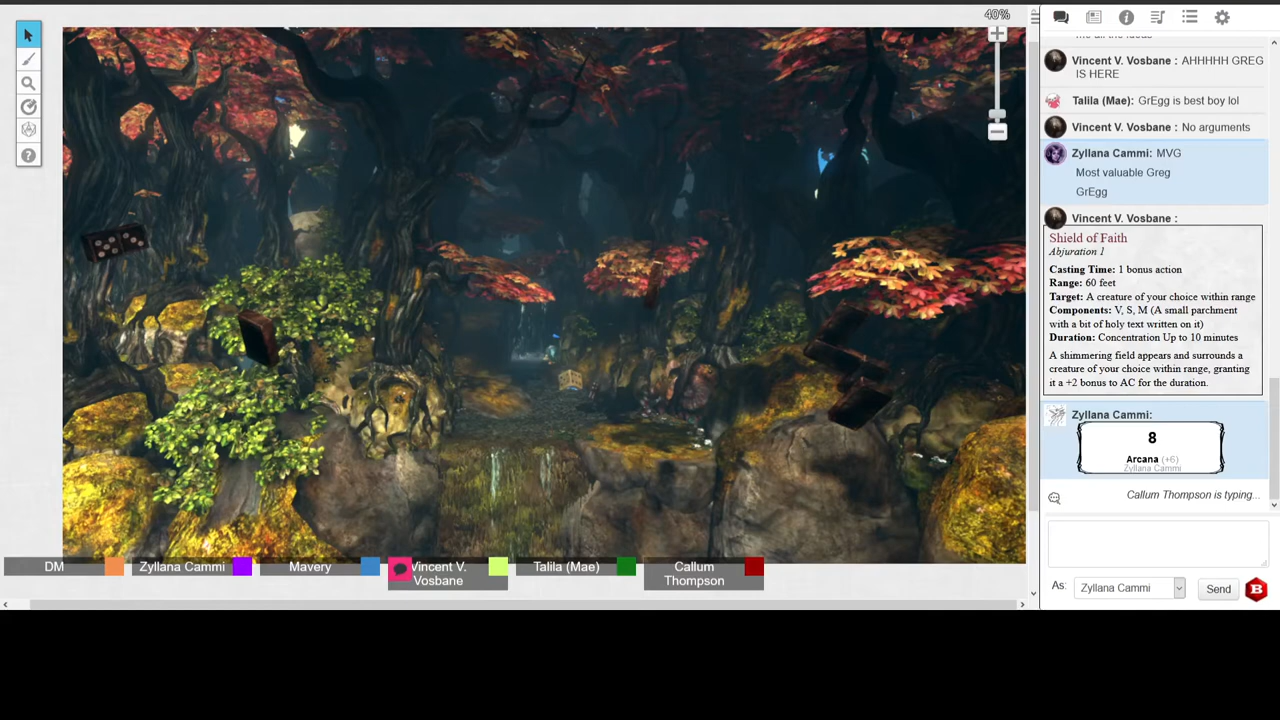 40%
me all the ideas
Vincent V. Vosbane : AHHHHH GREG
IS HERE
Talila (Mae): GrEgg is best boy lol
Vincent V. Vosbane : No arguments
Zyllana Cammi: MVG
Most valuable Greg
GrEgg
Vincent V. Vosbane :
Shield of Faith
Abjuration 1
Casting Time: 1 bonus action
Range: 60 feet
Target: A creature of your choice within range
Components: V, S, M (A small parchment
with a bit of holy text written on it)
Duration: Concentration Up to 10 minutes
A shimmering field appears and surrounds a
creature of your choice within range, granting
it a +2 bonus to AC for the duration.
Zyllana Cammi:
8
Arcana (+6)
Zyllana Cammi
Callum Thompson is typing...
As: Zyllana Cammi
Send
B
DM
Zyllana Cammi
Mavery
Vincent V.
Vosbane
Talila (Mae)
Callum
Thompson